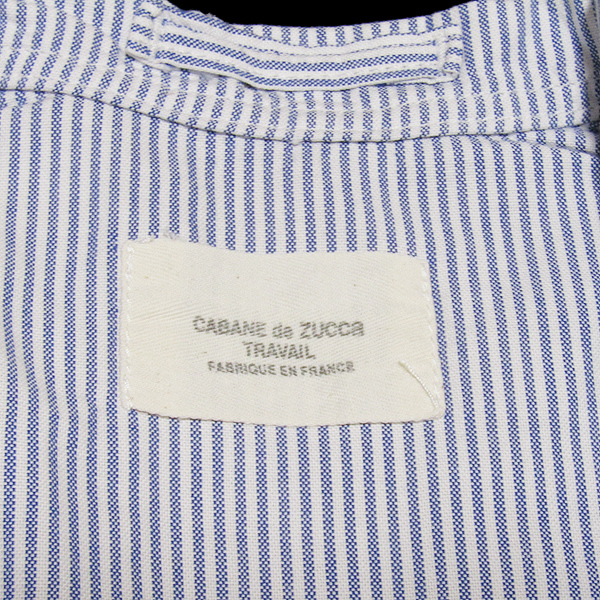 CABANE de ZUCCa
TRAVAIL
FABRIQUE EN FRANCE